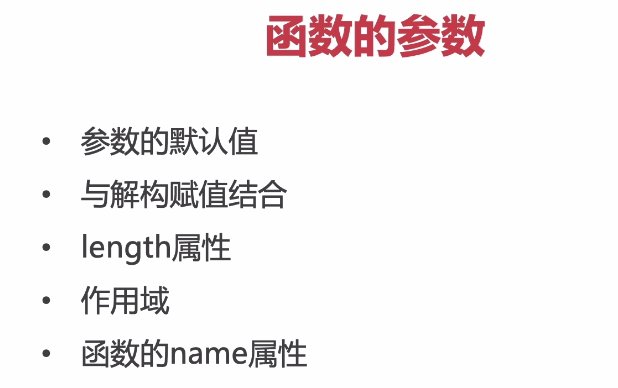 函数的参数
• 参数的默认值
• 与解构赋值结合
• length属性
• 作用域
• 函数的name属性